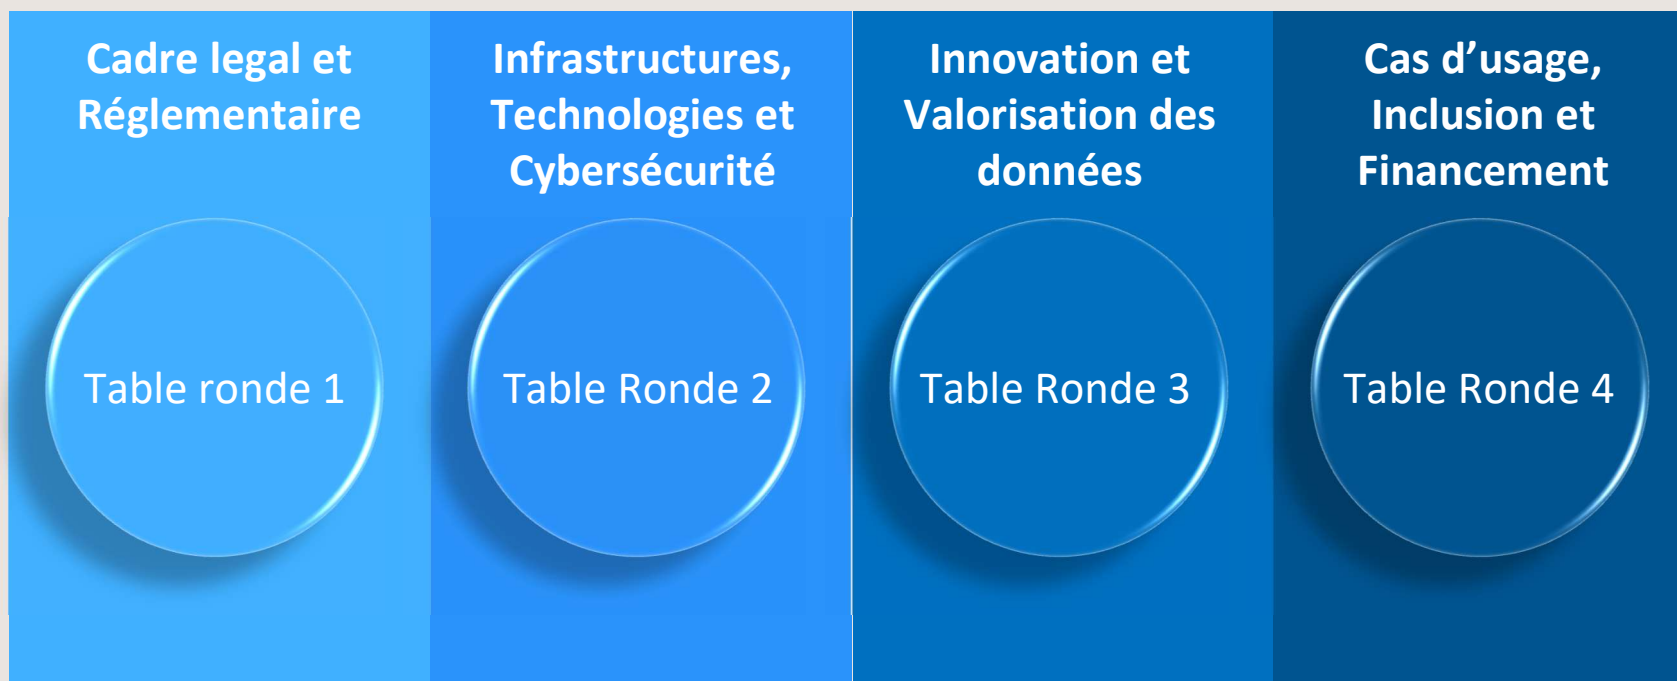 Cadre legal et
Réglementaire
Table ronde 1
Infrastructures,
Technologies et
Cybersécurité
Table Ronde 2
Innovation et
Valorisation des
données
Table Ronde 3
Cas d’usage,
Inclusion et
Financement
Table Ronde 4